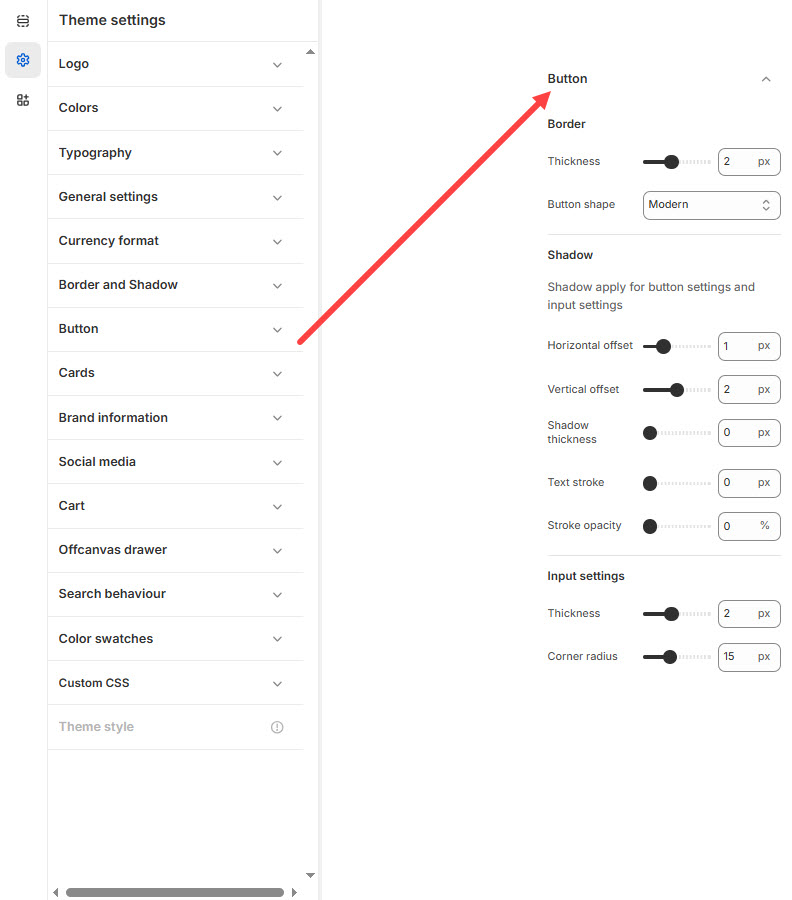 Theme settings
Logo
Colors
Typography
General settings
Currency format
Border and Shadow
Button
Cards
Brand information
Social media
Cart
Offcanvas drawer
Search behaviour
Color swatches
Custom CSS
Theme style
Button
Border
Thickness 2 px
Button shape Modern
Shadow
Shadow apply for button settings and
input settings
Horizontal offset 1 px
Vertical offset 2 px
Shadow
thickness 0 px
Text stroke 0 px
Stroke opacity 0 %
Input settings
Thickness 2 px
Corner radius 15 px